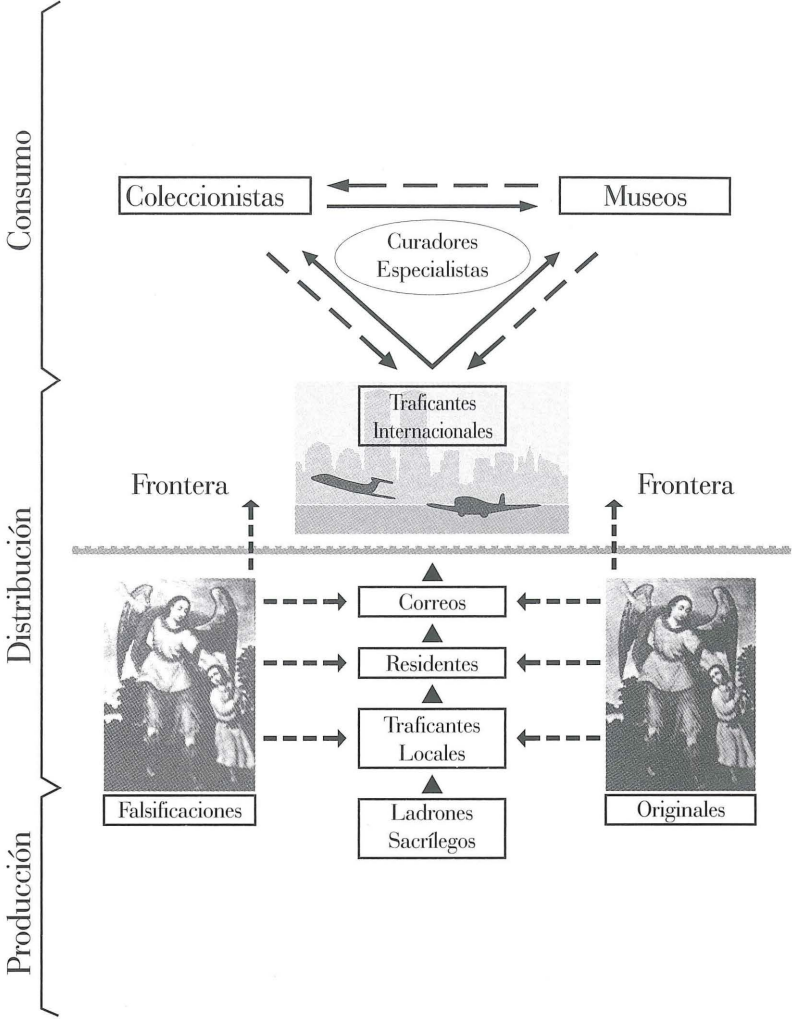 Consumo
Coleccionistas
Museos
Curadores
Especialistas
Traficantes
Internacionales
Frontera
Frontera
Distribución
Correos
Residentes
Traficantes
Locales
Falsificaciones
Ladrones
Sacrílegos
Originales
Producción